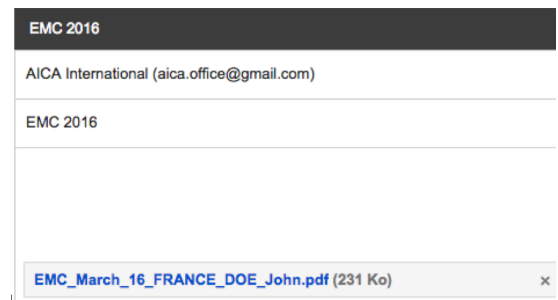 EMC 2016
AICA International (aica.office@gmail.com)
EMC 2016
EMC_March_16_FRANCE_DOE_John.pdf (231 Ko) ×